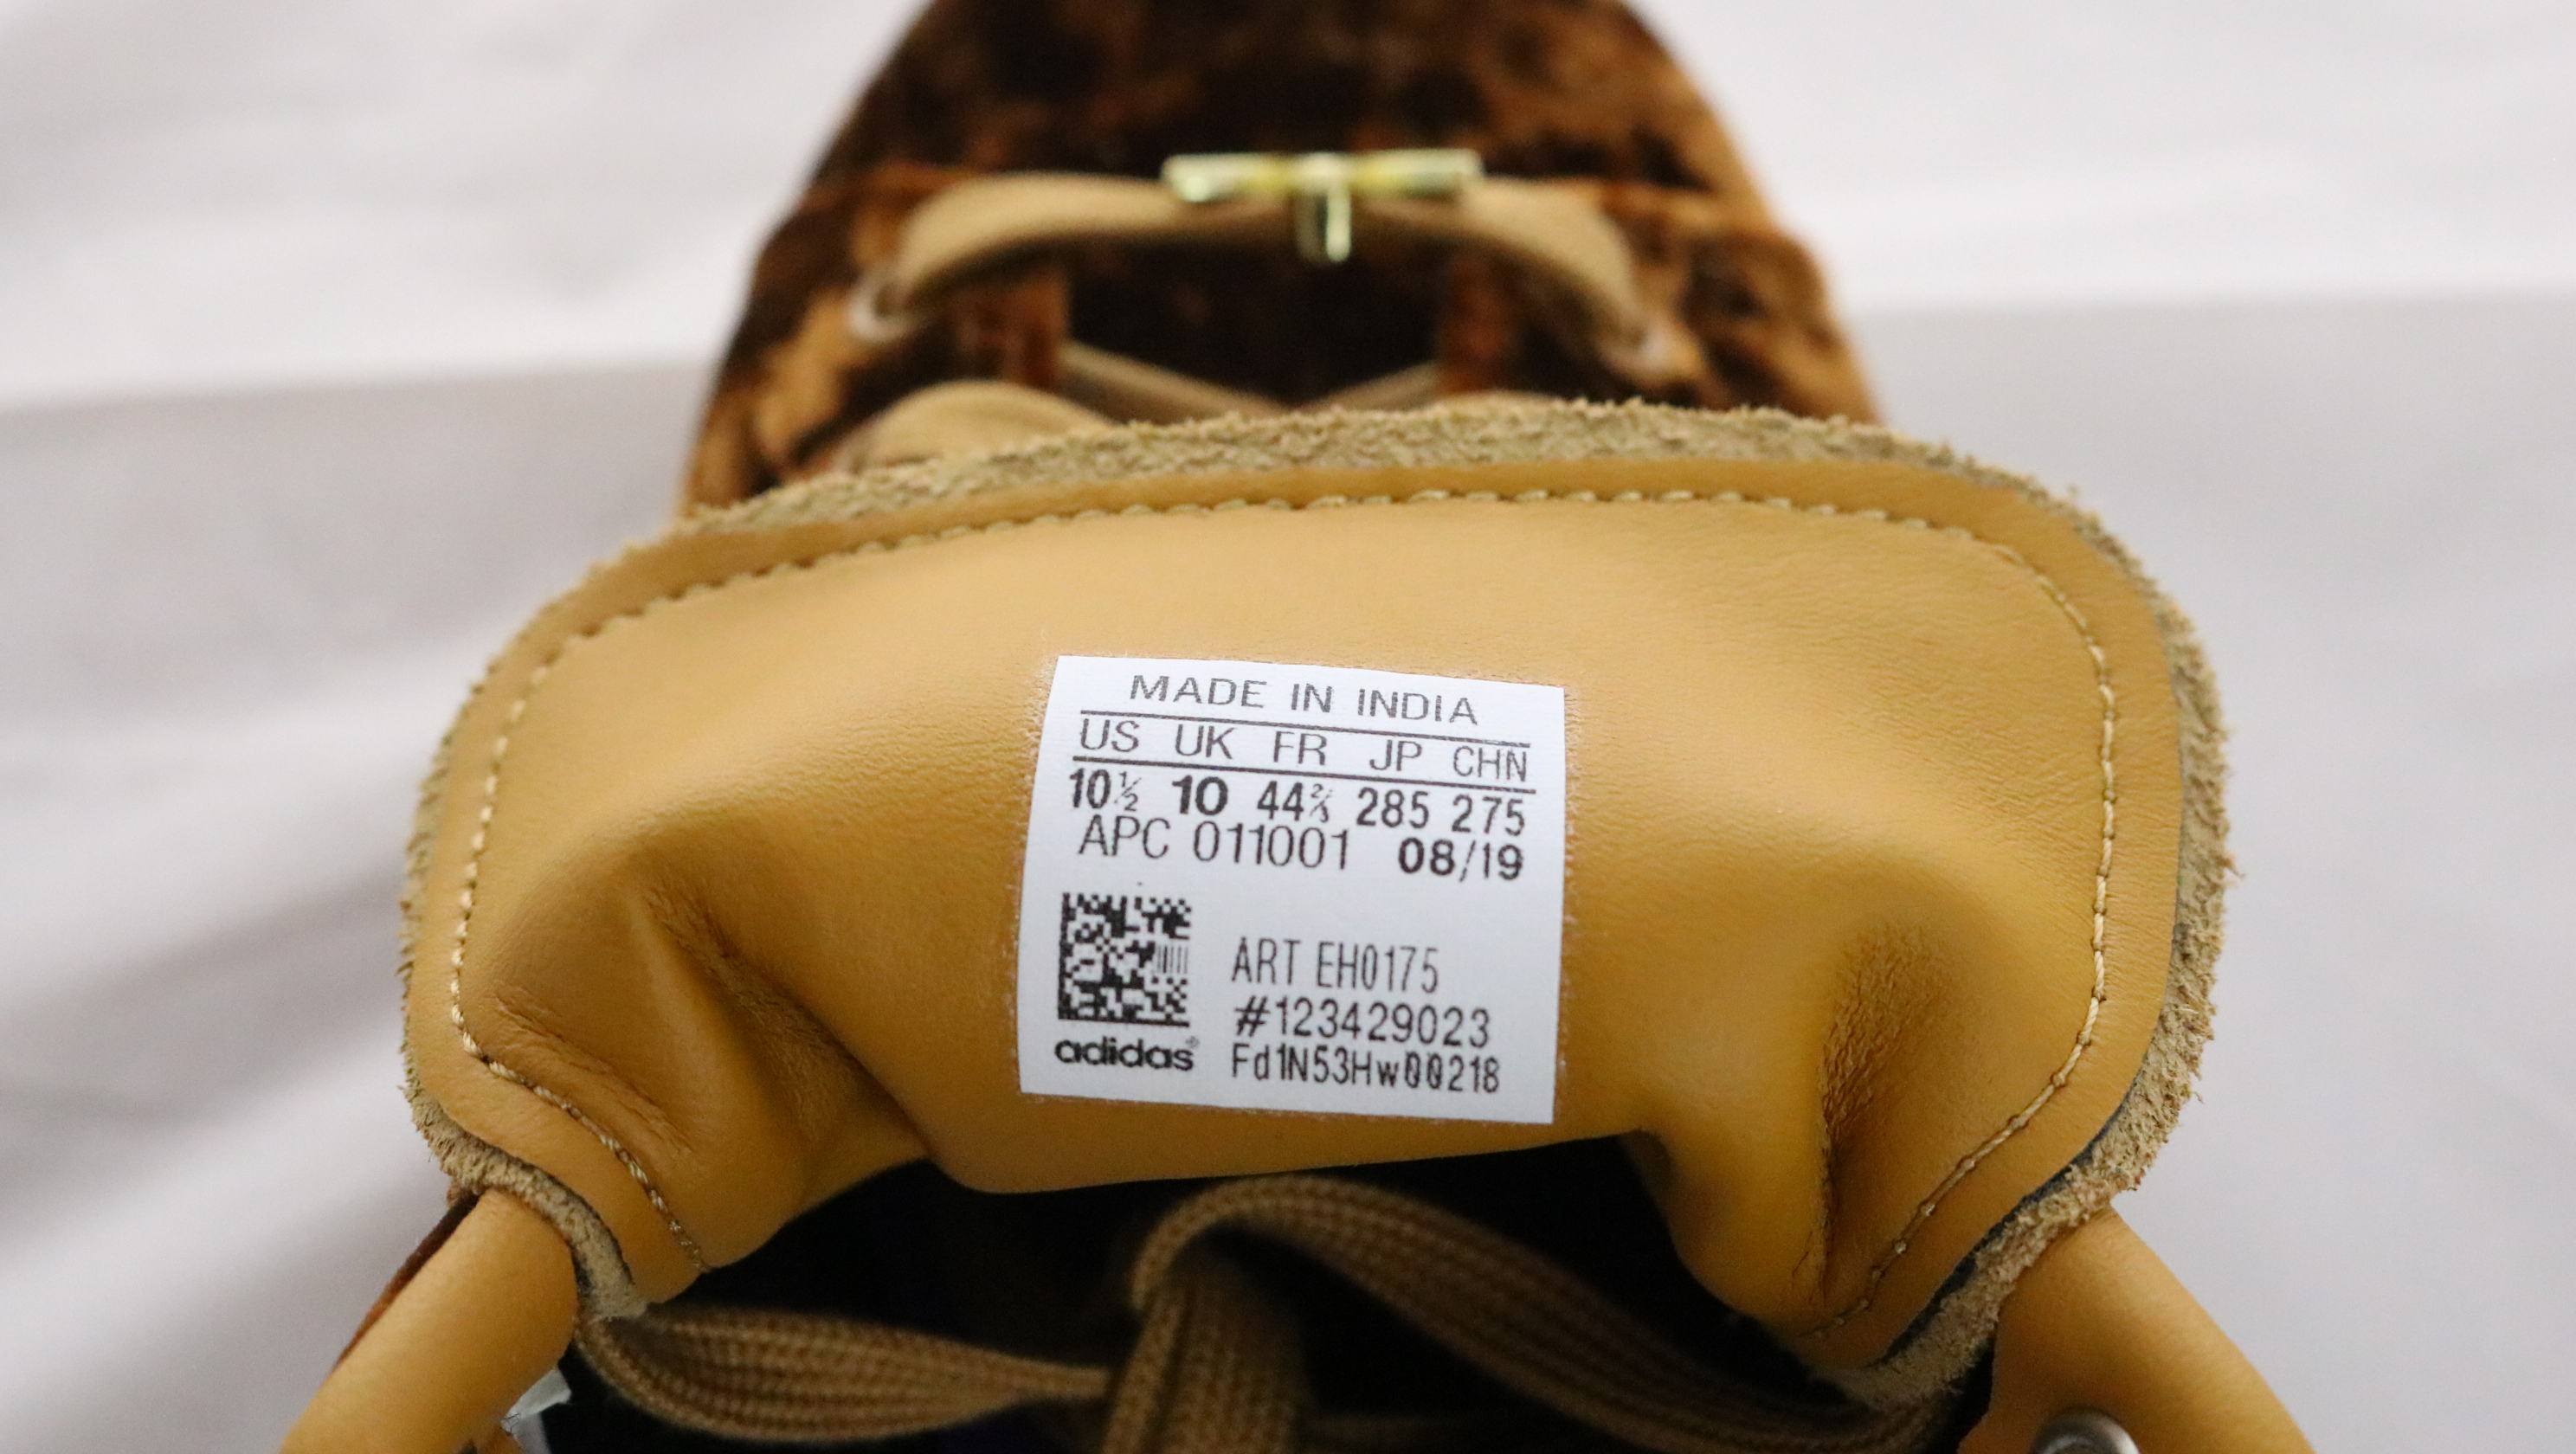 MADE IN INDIA
US UK FR JP CHN
10½ 10 44⅔ 285 275
APC 011001 08/19
ART EH0175
#123429023
adidas® Fd1N53Hw00218